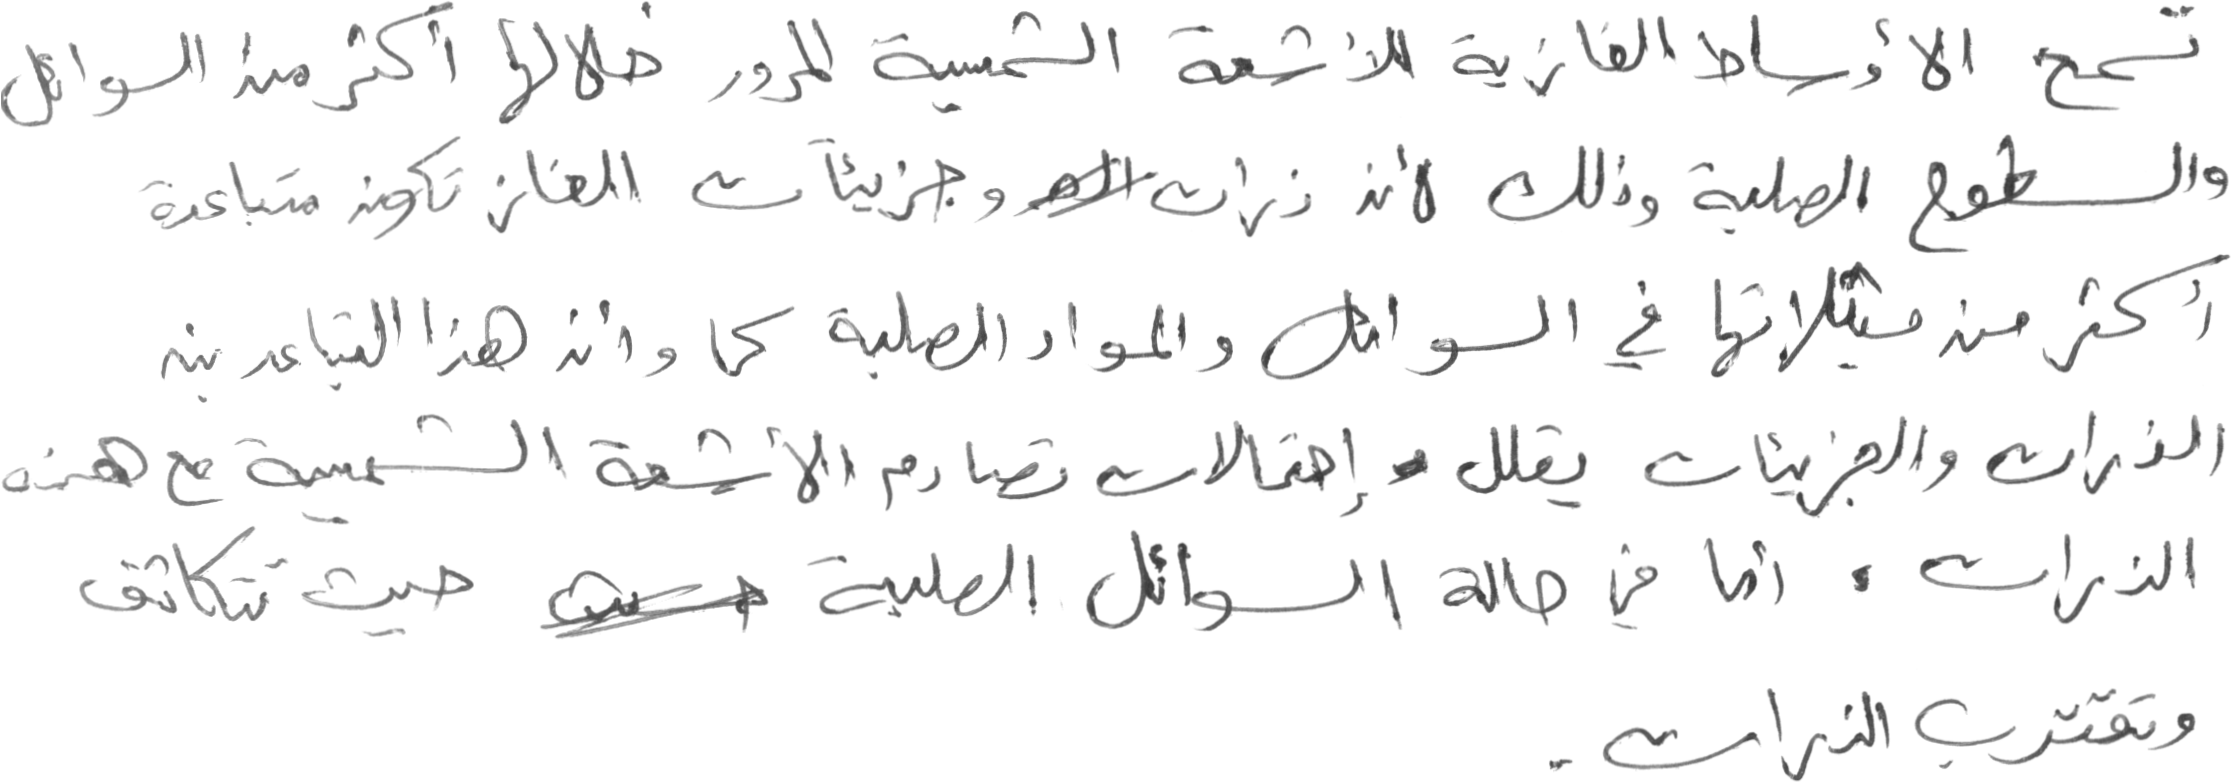 تسمح الأوساط الغازية للأشعة الشمسية للمرور خلالها أكثر من السوائل
والسطوح الصلبة وذلك لأن ذرات وجزيئات الغاز تكون متباعدة
أكثر من مثيلاتها في السوائل والمواد الصلبة كما وأن هذا التباعد بين
الذرات والجزيئات يقلل إحتمالات تصادم الأشعة الشمسية مع هذه
الذرات . أما في حالة السوائل الصلبة حيث تتكاثف
وتقترب الذرات .